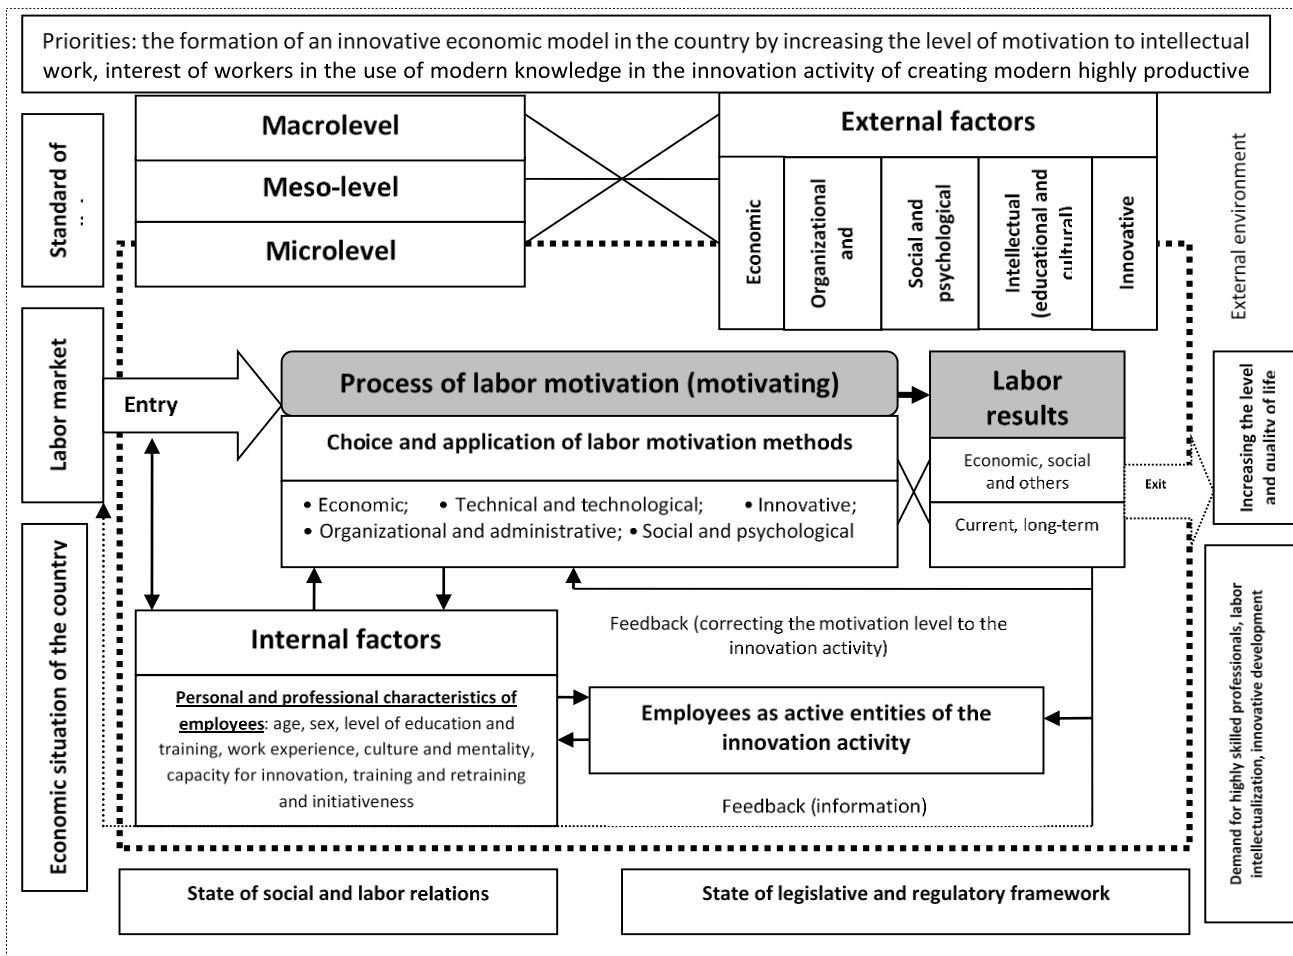 Priorities: the formation of an innovative economic model in the country by increasing the level of motivation to intellectual
work, interest of workers in the use of modern knowledge in the innovation activity of creating modern highly productive
Standard of
Macrolevel
Meso-level
Microlevel
External factors
Economic
Organizational
and
Social and
psychological
Intellectual
(educational and
cultural)
Innovative
External environment
Labor market
Entry
Process of labor motivation (motivating)
Choice and application of labor motivation methods
• Economic; • Technical and technological; • Innovative;
• Organizational and administrative; • Social and psychological
Labor
results
Economic, social
and others
Current, long-term
Exit
Increasing the level
and quality of life
Economic situation of the country
Internal factors
Personal and professional characteristics of
employees: age, sex, level of education and
training, work experience, culture and mentality,
capacity for innovation, training and retraining
and initiativeness
Feedback (correcting the motivation level to the
innovation activity)
Employees as active entities of the
innovation activity
Feedback (information)
Demand for highly skilled professionals, labor
intellectualization, innovative development
State of social and labor relations
State of legislative and regulatory framework